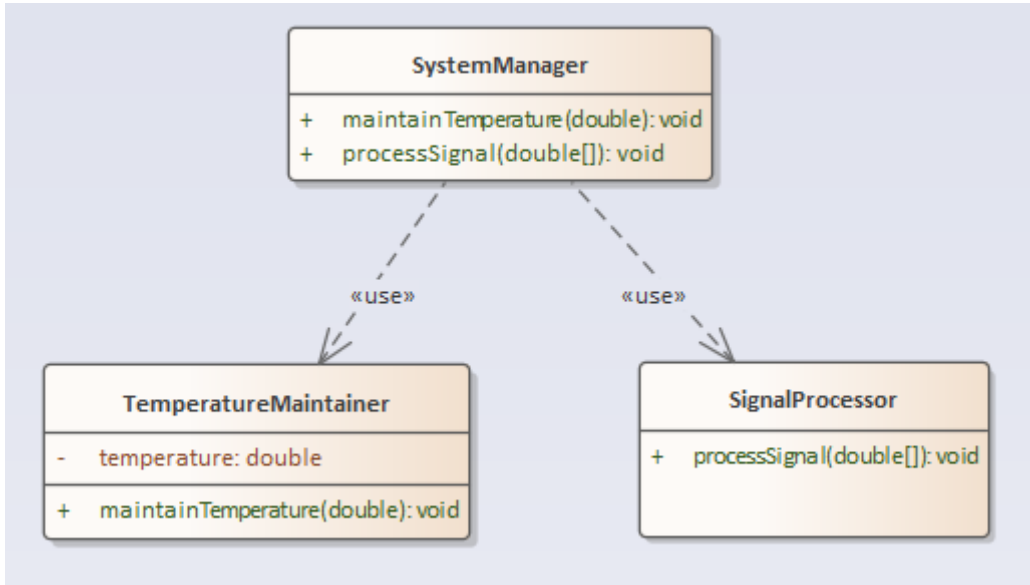 SystemManager
+ maintainTemperature(double): void
+ processSignal(double[]): void
«use»
«use»
TemperatureMaintainer
- temperature: double
+ maintainTemperature(double): void
SignalProcessor
+ processSignal(double[]): void